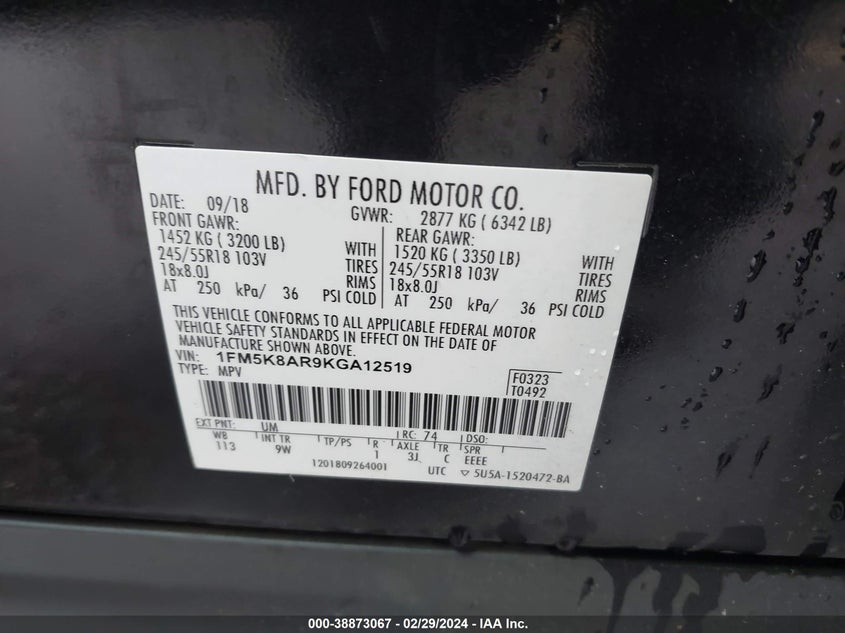 MFD. BY FORD MOTOR CO.
DATE: 09/18 GVWR: 2877 KG ( 6342 LB)
FRONT GAWR: REAR GAWR:
1452 KG ( 3200 LB) WITH 1520 KG ( 3350 LB) WITH
245/55R18 103V TIRES 245/55R18 103V TIRES
18x8.0J RIMS 18x8.0J RIMS
AT 250 kPa/ 36 PSI COLD AT 250 kPa/ 36 PSI COLD
THIS VEHICLE CONFORMS TO ALL APPLICABLE FEDERAL MOTOR
VEHICLE SAFETY STANDARDS IN EFFECT ON THE DATE OF
MANUFACTURE SHOWN ABOVE.
VIN: 1FM5K8AR9KGA12519
TYPE: MPV
F0323
T0492
EXT PNT: UM RC: 74 DSO:
WB INT TR TP/PS R AXLE TR SPR
113 9W 1 3J C EEEE
1201809264001 UTC ▽ 5U5A-1520472-BA
000-38873067 - 02/29/2024 - IAA Inc.